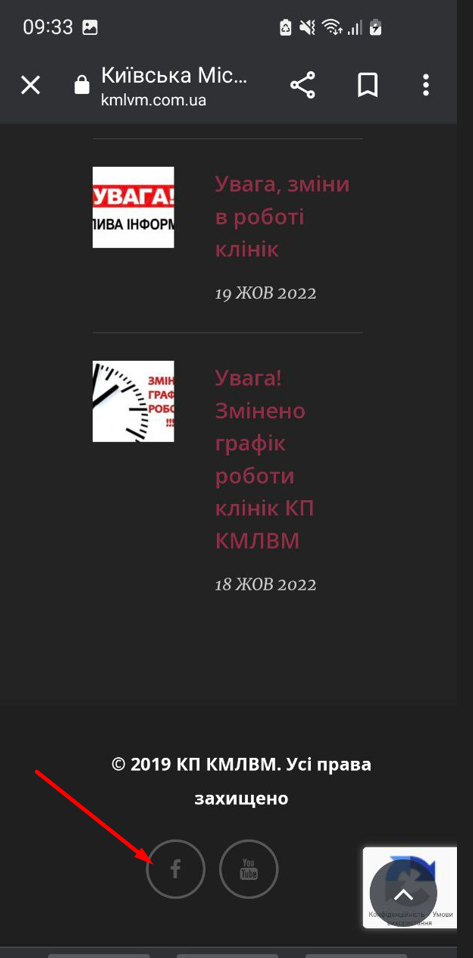 09:33
Київська Міс...
kmlvm.com.ua
УВАГА!
ЛИВА ІНФОРМ
Увага, зміни
в роботі
клінік
19 ЖОВ 2022
ЗМІН
ГРАФ
РОБО
!!!
Увага!
Змінено
графік
роботи
клінік КП
КМЛВМ
18 ЖОВ 2022
© 2019 КП КМЛВМ. Усі права
захищено
f
You
Tube
Конфіденційність - Умови